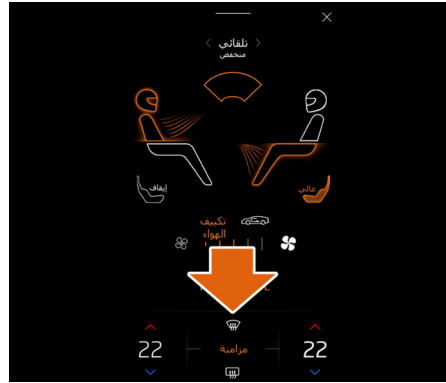 تلقائي
منخفض
إيقاف
عالي
تكييف
الهواء
22
مزامنة
22